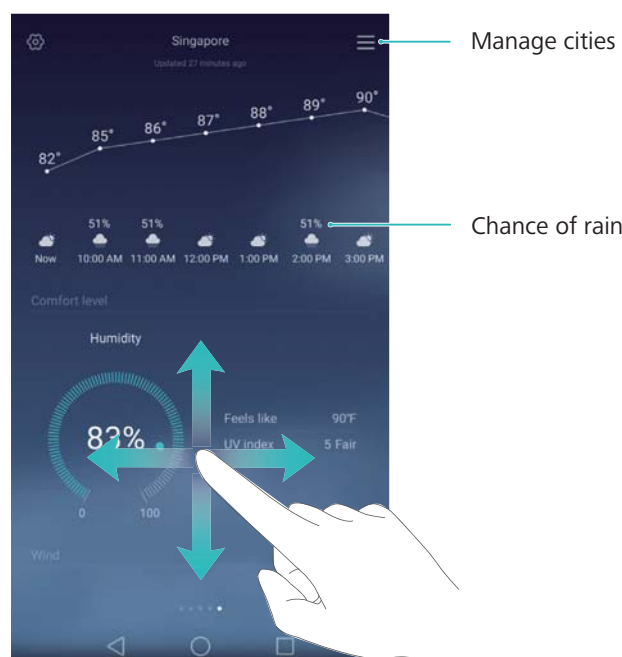 Singapore
Manage cities
Updated 27 minutes ago
82° 85° 86° 87° 88° 89° 90°
51% 51% 51%
Chance of rain
Now 10:00 AM 11:00 AM 12:00 PM 1:00 PM 2:00 PM 3:00 PM
Comfort level
Humidity
83%
Feels like 90°F
UV index 5 Fair
0 100
Wind